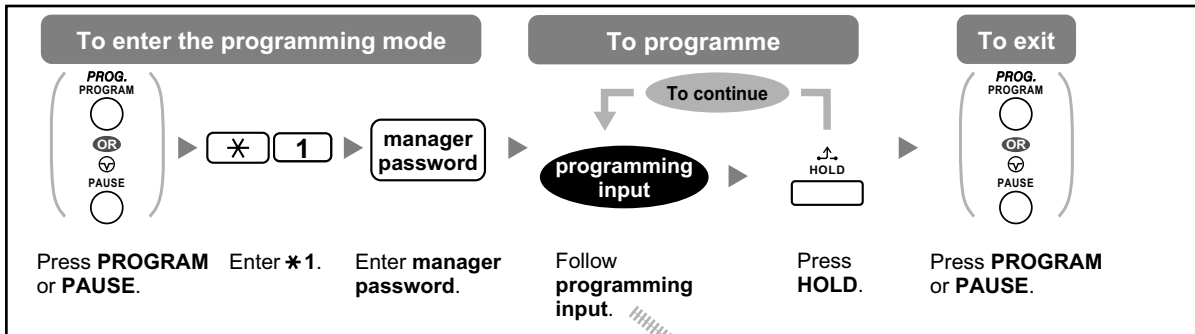 To enter the programming mode
To programme
To exit
PROG.
PROGRAM
OR
PAUSE
✳ 1
manager
password
To continue
programming
input
HOLD
PROG.
PROGRAM
OR
PAUSE
Press PROGRAM
or PAUSE.
Enter ✳1.
Enter manager
password.
Follow
programming
input.
Press
HOLD.
Press PROGRAM
or PAUSE.